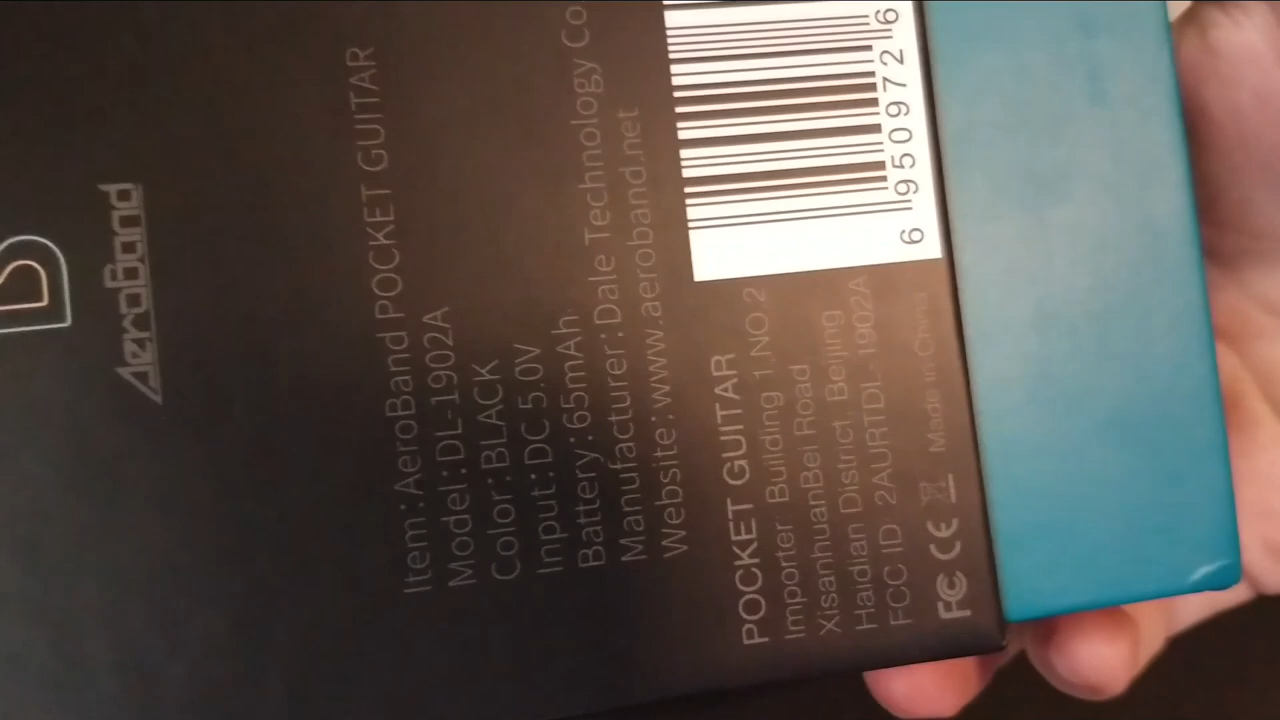 AeroBand
Item:AeroBand POCKET GUITAR
Model:DL-1902A
Color:BLACK
Input:DC 5.0V
Battery:65mAh
Manufacturer:Dale Technology Co
Website:www.aeroband.net
POCKET GUITAR
Importer: Building 1,NO.2
XisanhuanBei Road
Haidian District, Beijing
FCC ID 2AURTDL-1902A
FC CE Made in China
6 950972 6